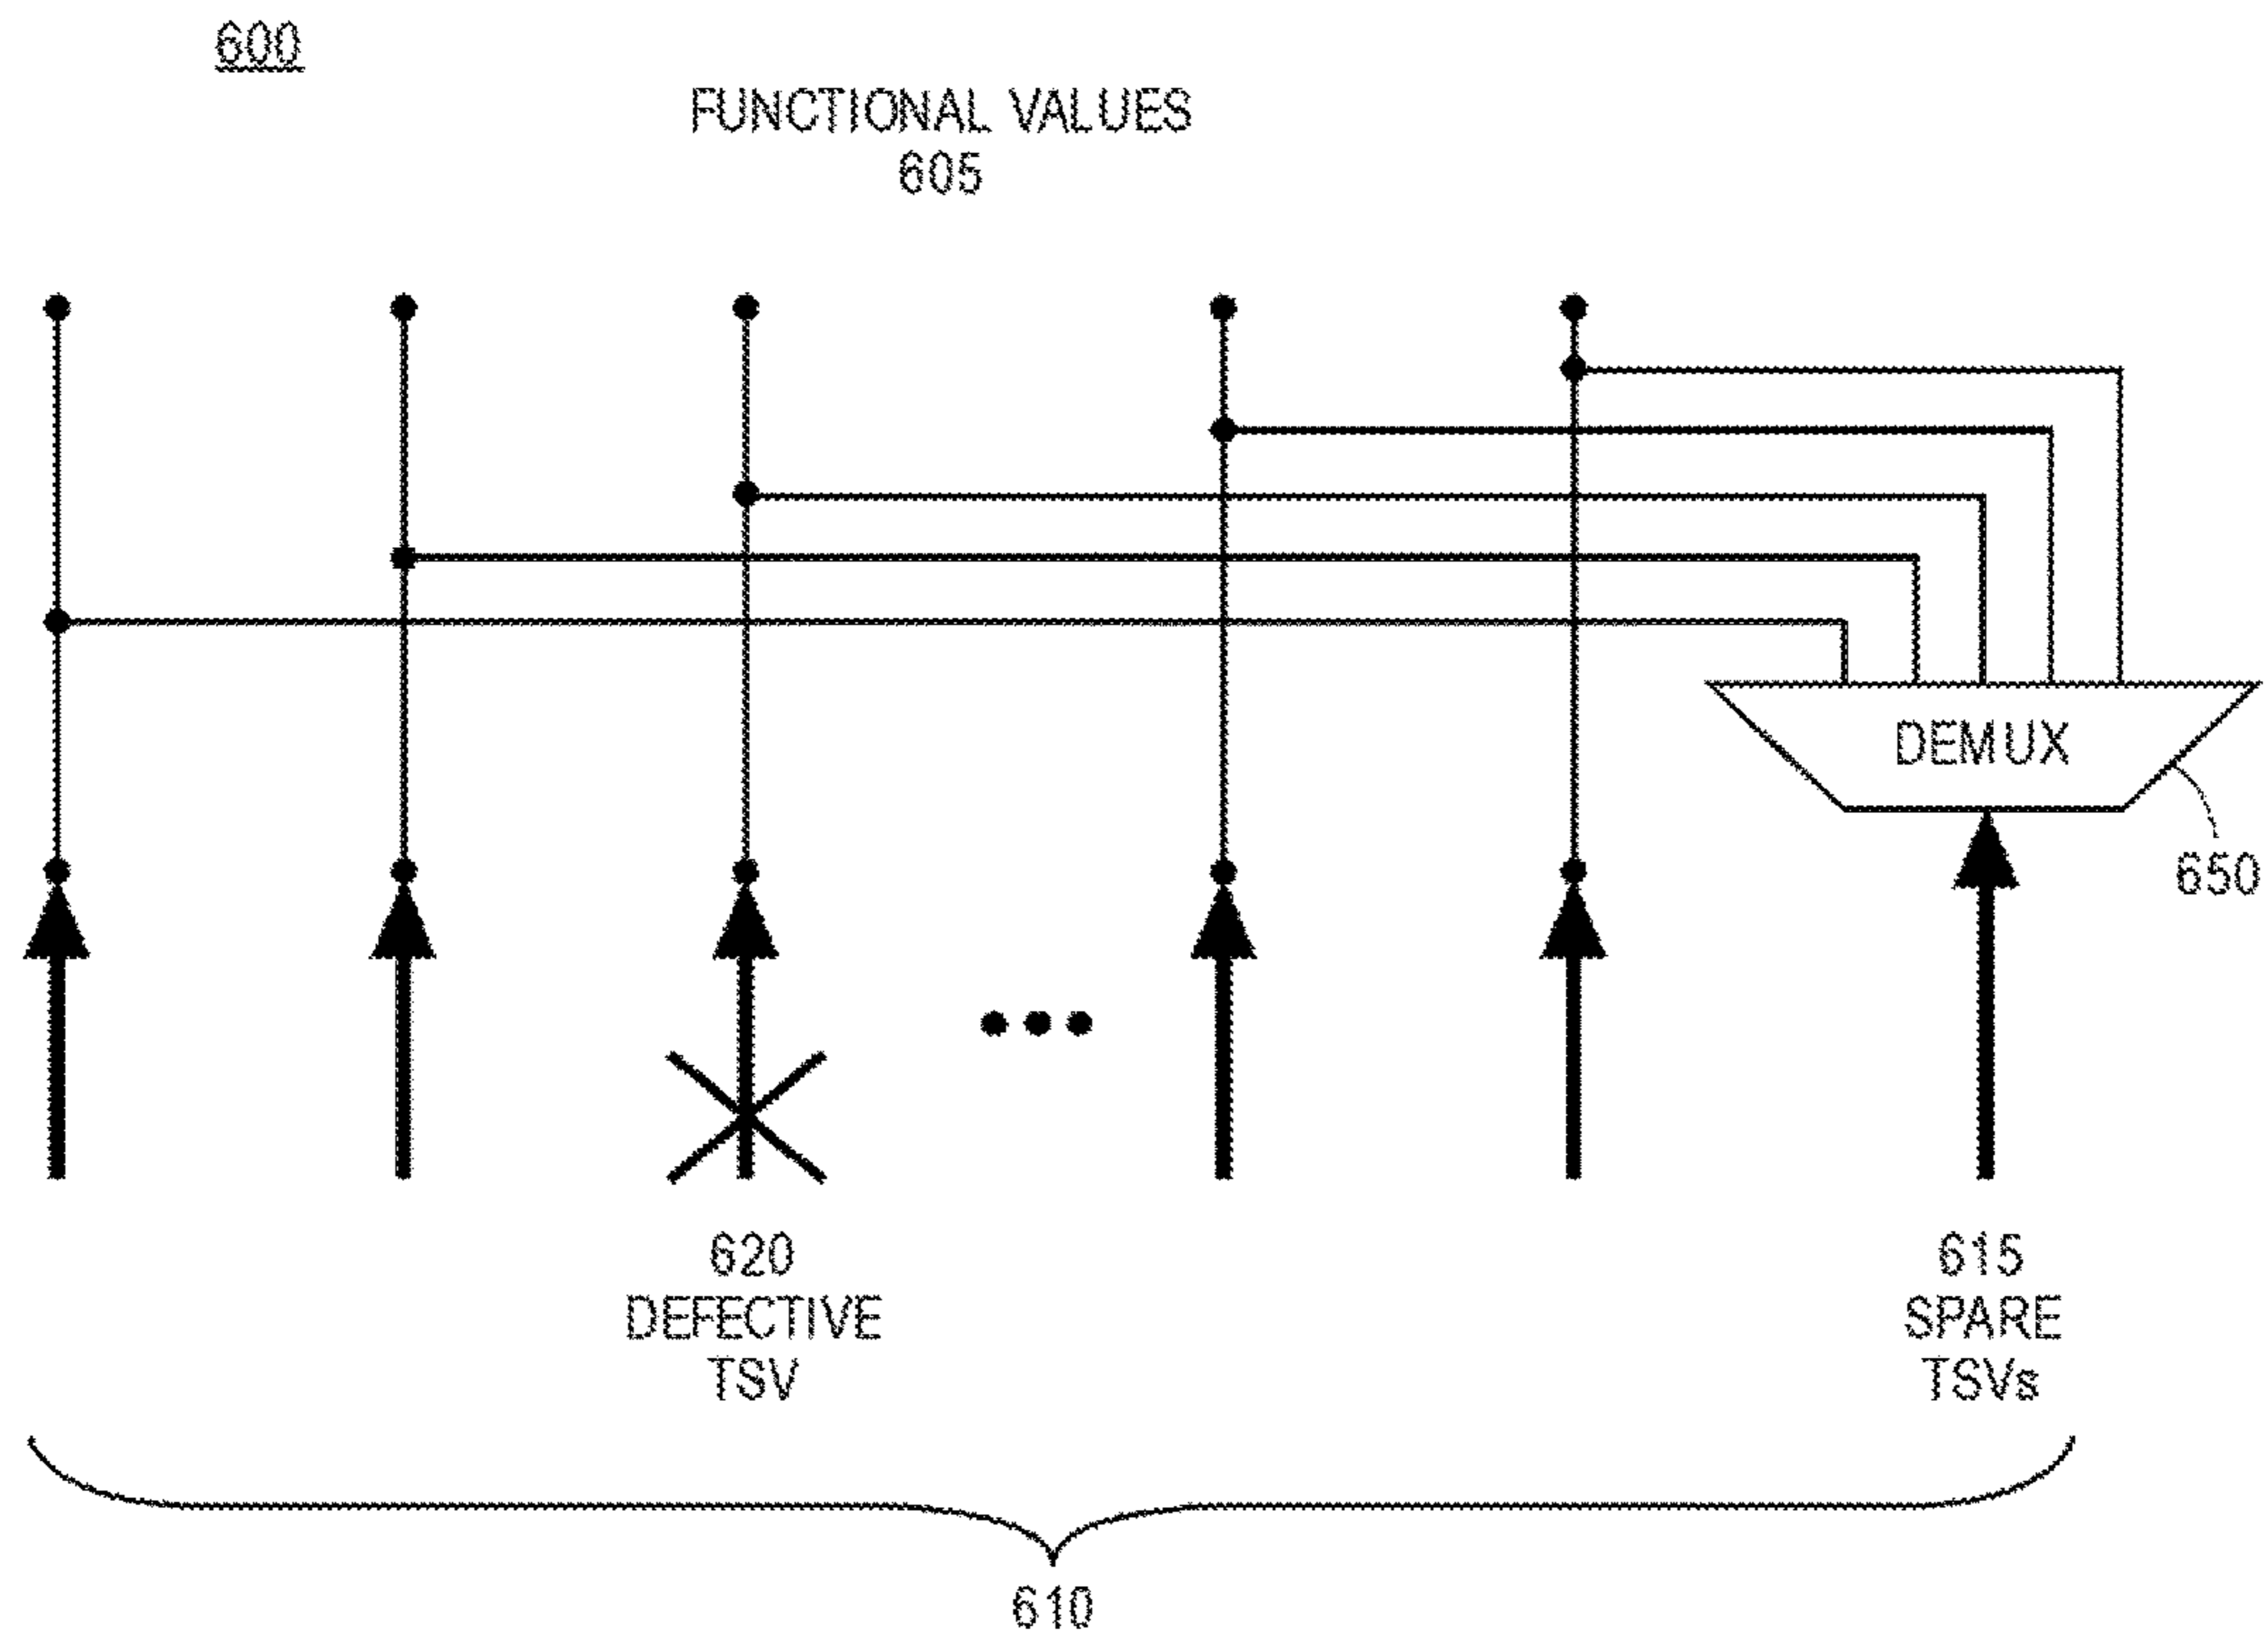 600
FUNCTIONAL VALUES
605
DEMUX
650
620
DEFECTIVE
TSV
615
SPARE
TSVs
610